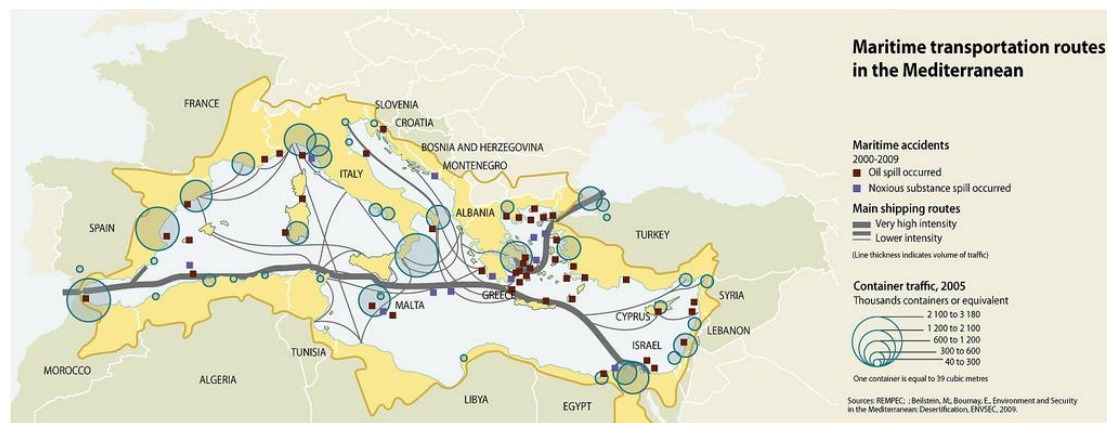 Maritime transportation routes
in the Mediterranean
FRANCE
SLOVENIA
CROATIA
BOSNIA AND HERZEGOVINA
MONTENEGRO
ITALY
SPAIN
ALBANIA
TURKEY
GREECE
MALTA
SYRIA
CYPRUS
LEBANON
ISRAEL
TUNISIA
MOROCCO
ALGERIA
LIBYA
EGYPT
Maritime accidents
2000-2009
Oil spill occurred
Noxious substance spill occurred
Main shipping routes
Very high intensity
Lower intensity
(Line thickness indicates volume of traffic)
Container traffic, 2005
Thousands containers or equivalent
2 100 to 3 180
1 200 to 2 100
600 to 1 200
300 to 600
40 to 300
One container is equal to 39 cubic metres
Sources: REMPEC; ; Beilstein, M; Bournay, E., Environment and Security
in the Mediterranean: Desertification, ENVSEC, 2009.